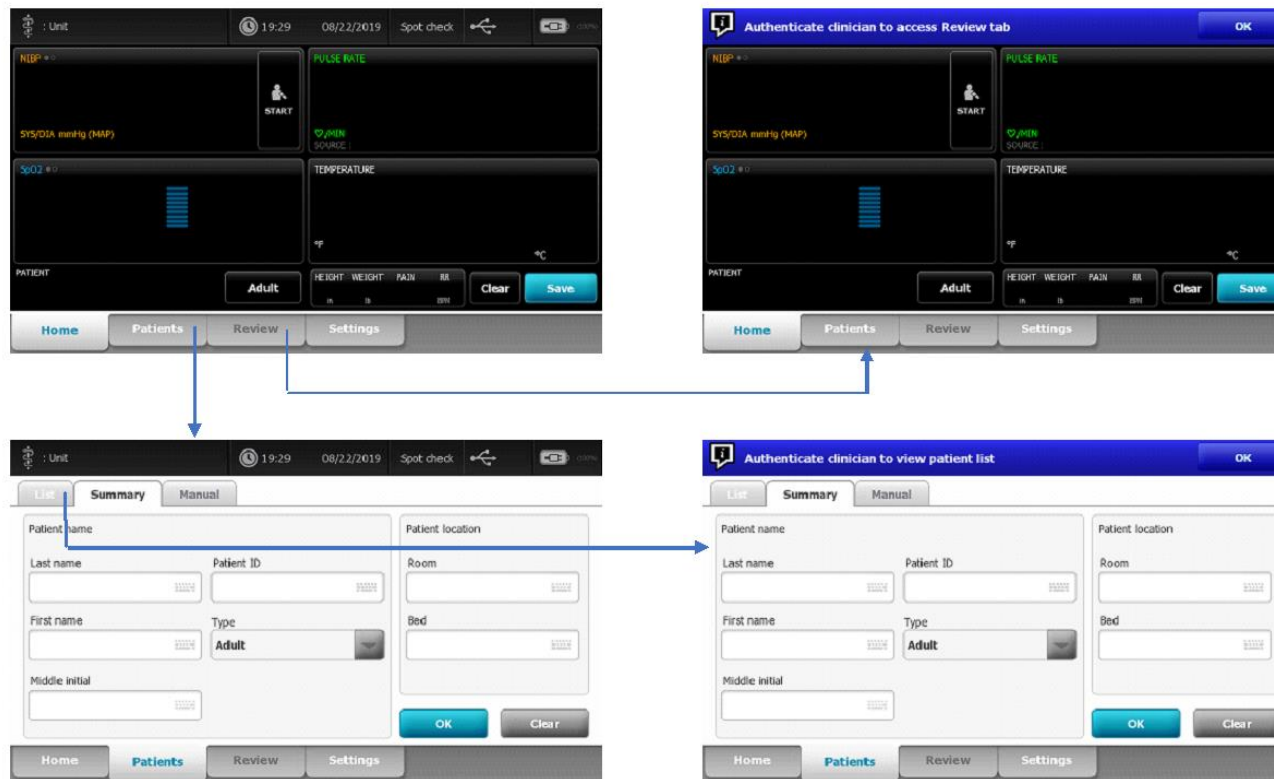 : Unit 19:29 08/22/2019 Spot check
NIBP PULSE RATE
START
SYS/DIA mmHg (MAP) /MIN
SOURCE :
SpO2 TEMPERATURE
°F
°C
PATIENT
Adult
HEIGHT WEIGHT PAIN RR
in lb BPM
Clear Save
Home Patients Review Settings
Authenticate clinician to access Review tab OK
NIBP PULSE RATE
START
SYS/DIA mmHg (MAP) /MIN
SOURCE :
SpO2 TEMPERATURE
°F
°C
PATIENT
Adult
HEIGHT WEIGHT PAIN RR
in lb BPM
Clear Save
Home Patients Review Settings
: Unit 19:29 08/22/2019 Spot check
List Summary Manual
Patient name Patient location
Last name Patient ID Room
First name Type Bed
Adult
Middle initial
OK Clear
Home Patients Review Settings
Authenticate clinician to view patient list OK
List Summary Manual
Patient name Patient location
Last name Patient ID Room
First name Type Bed
Adult
Middle initial
OK Clear
Home Patients Review Settings